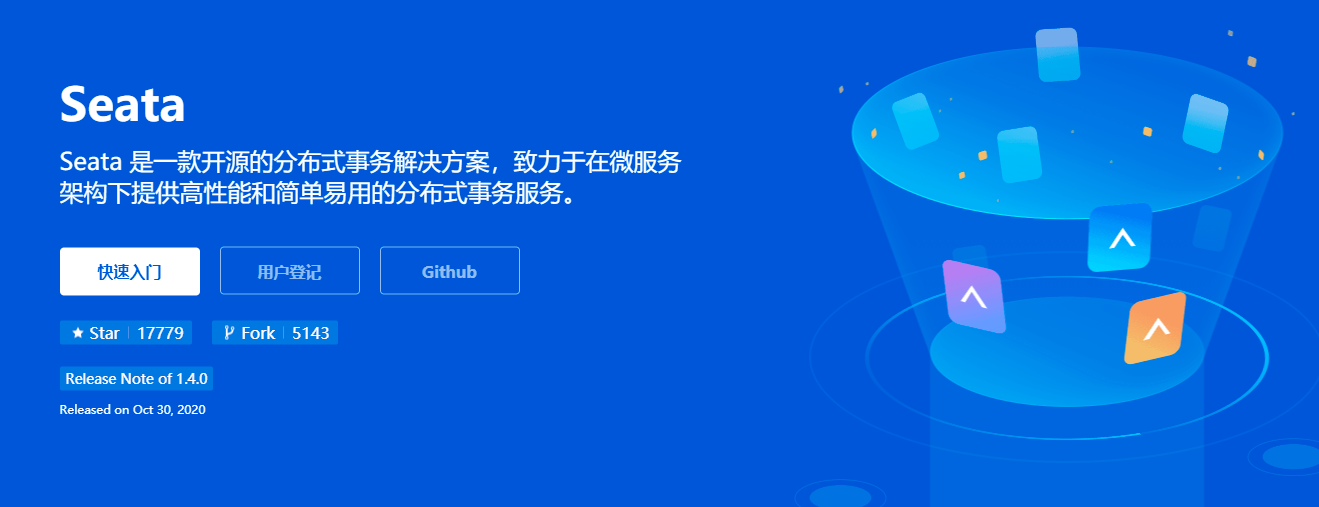 Seata
Seata 是一款开源的分布式事务解决方案，致力于在微服务
架构下提供高性能和简单易用的分布式事务服务。
快速入门 用户登记 Github
Star 17779 Fork 5143
Release Note of 1.4.0
Released on Oct 30, 2020